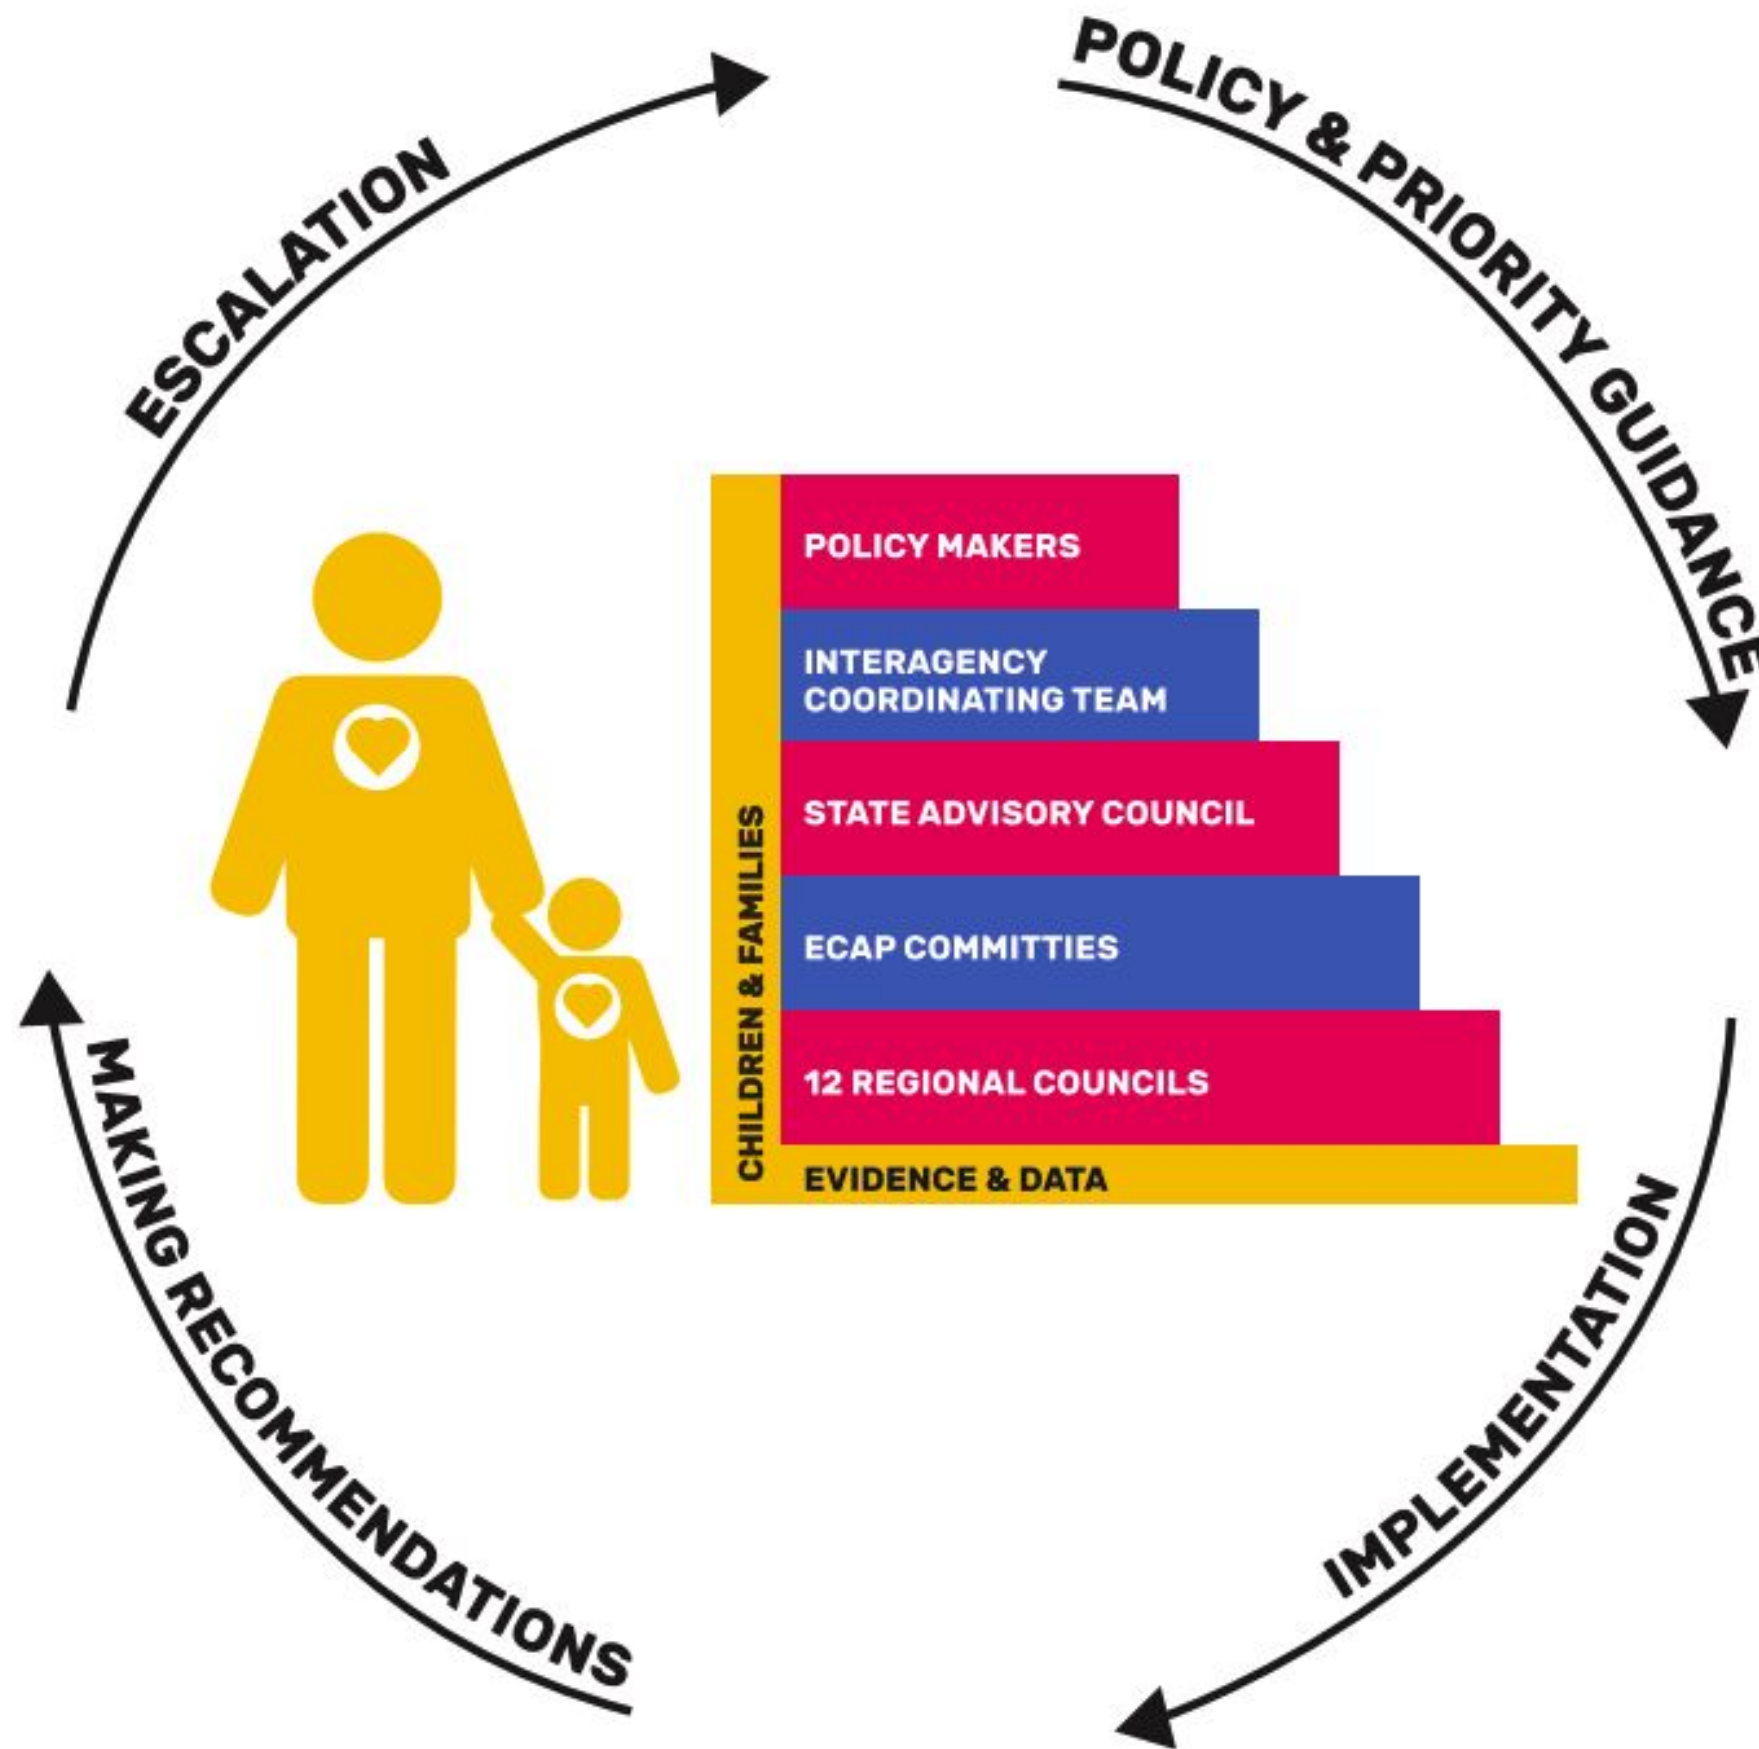 ESCALATION
POLICY & PRIORITY GUIDANCE
POLICY MAKERS
INTERAGENCY
COORDINATING TEAM
STATE ADVISORY COUNCIL
ECAP COMMITTIES
12 REGIONAL COUNCILS
CHILDREN & FAMILIES
EVIDENCE & DATA
IMPLEMENTATION
MAKING RECOMMENDATIONS